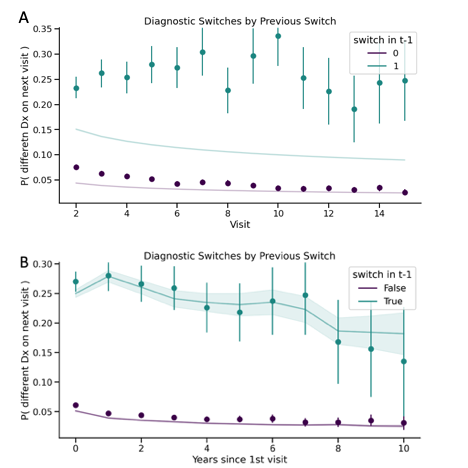 A
Diagnostic Switches by Previous Switch
P( differetn Dx on next visit )
0.35
0.30
0.25
0.20
0.15
0.10
0.05
switch in t-1
0
1
2 4 6 8 10 12 14
Visit
B
Diagnostic Switches by Previous Switch
P( different Dx on next visit )
0.30
0.25
0.20
0.15
0.10
0.05
switch in t-1
False
True
0 2 4 6 8 10
Years since 1st visit